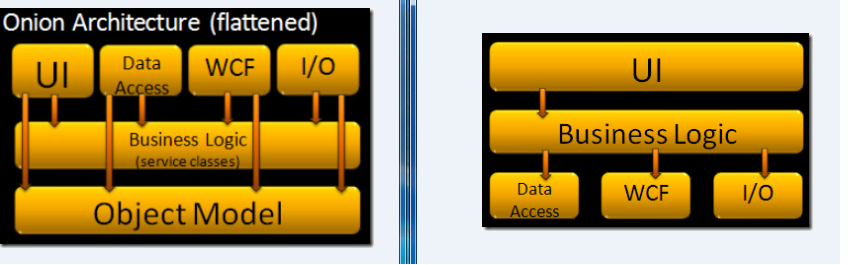 Onion Architecture (flattened)
UI
Data
Access
WCF
I/O
Business Logic
(service classes)
Object Model
UI
Business Logic
Data
Access
WCF
I/O